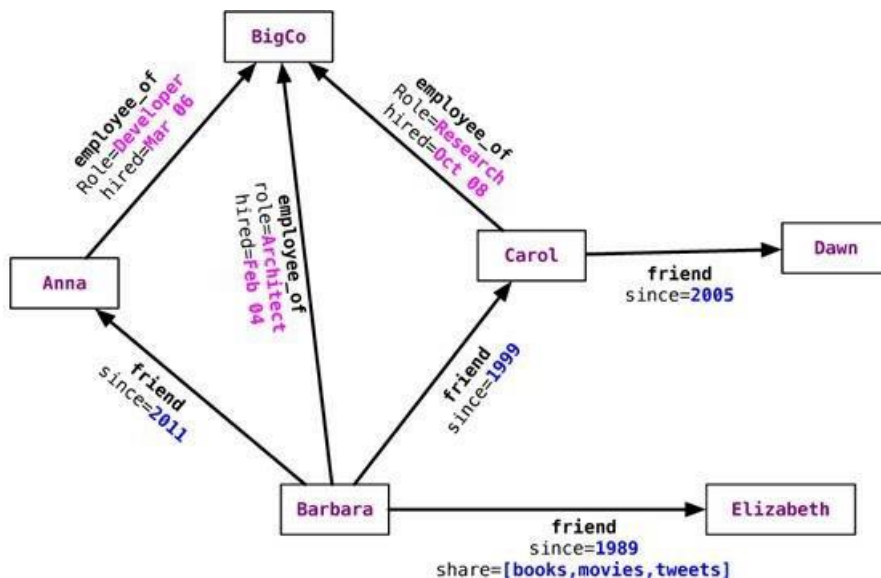 BigCo
employee_of
Role=Developer
hired=Mar 06
employee_of
Role=Research
hired=Oct 08
employee_of
role=Architect
hired=Feb 04
Anna
Carol
Dawn
friend
since=2005
friend
since=2011
friend
since=1999
Barbara
Elizabeth
friend
since=1989
share=[books,movies,tweets]